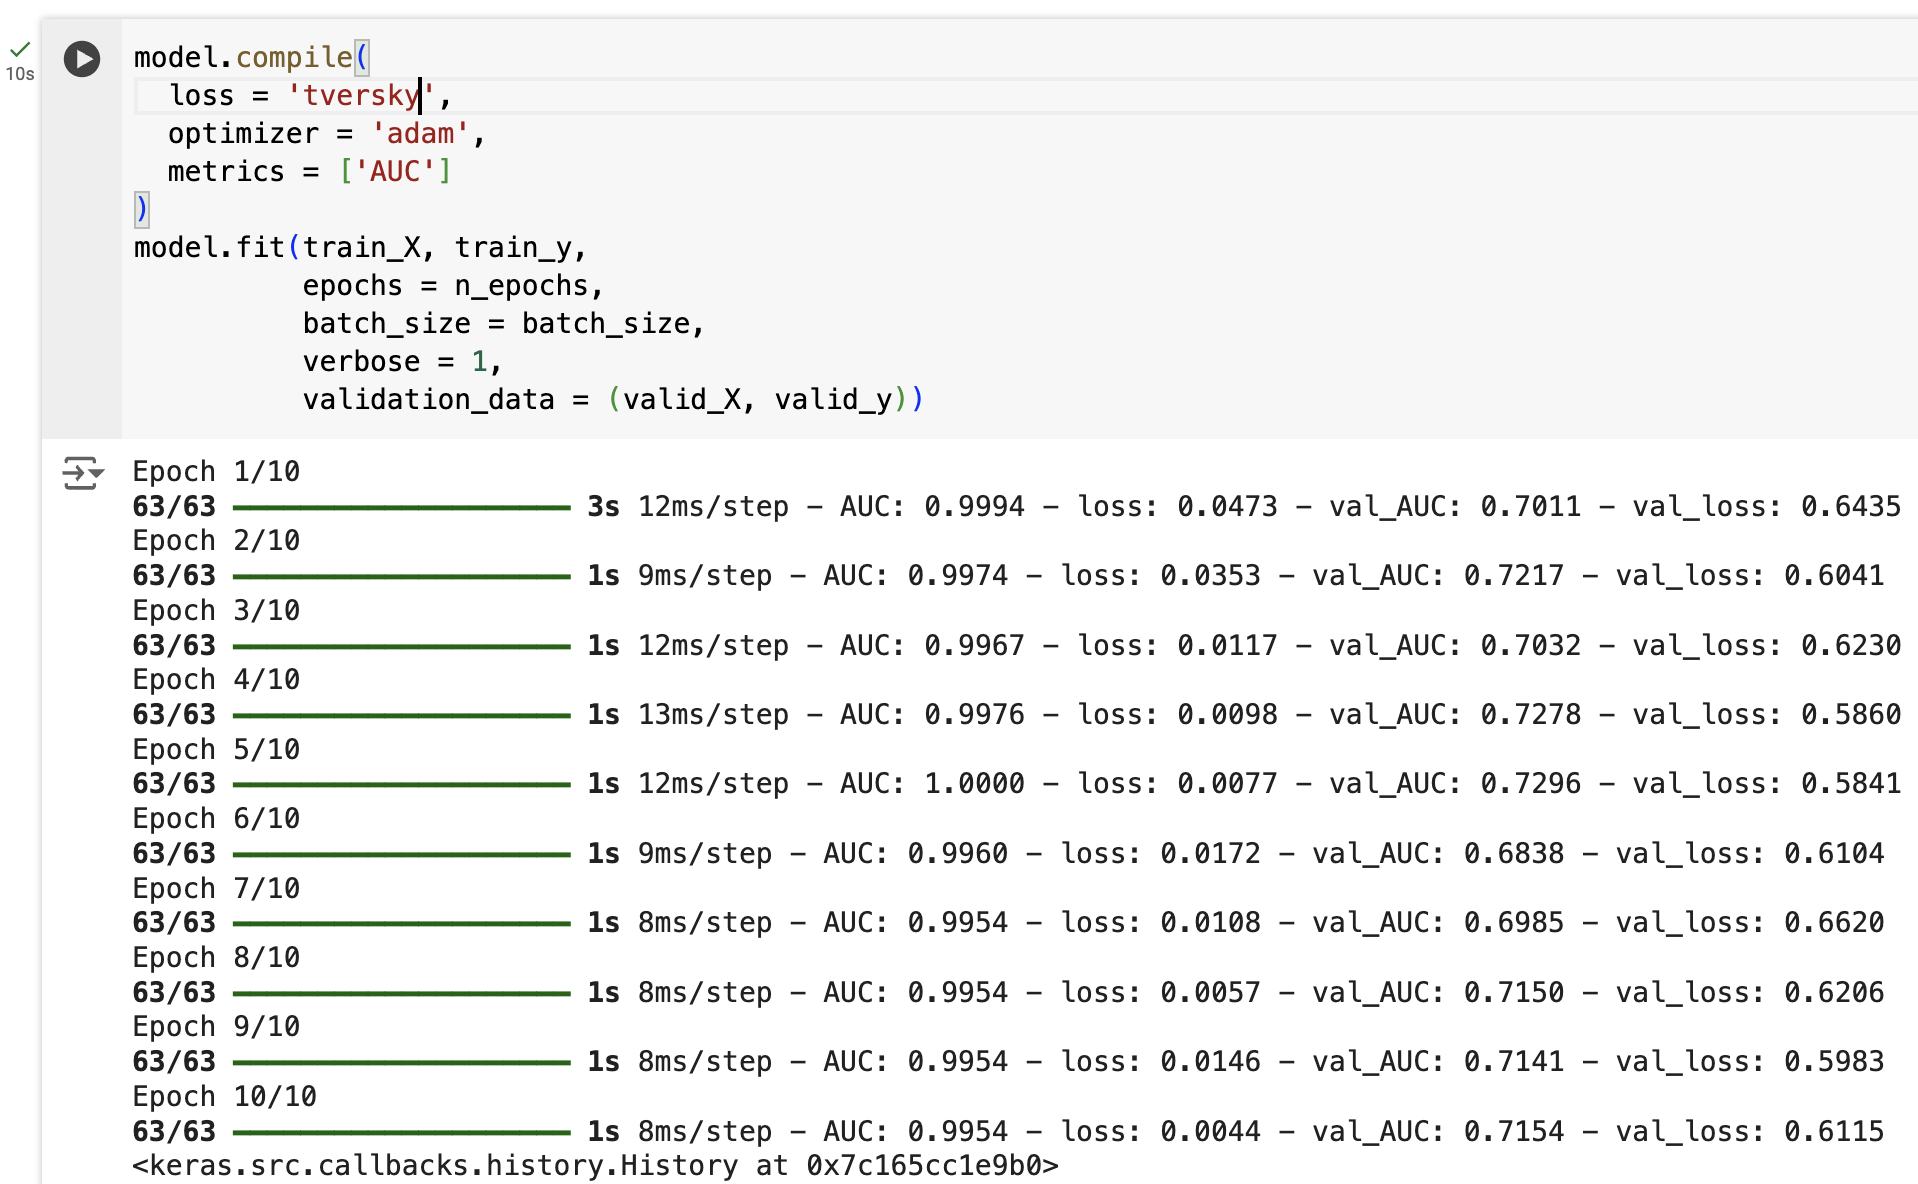 10s
model.compile(
  loss = 'tversky',
  optimizer = 'adam',
  metrics = ['AUC']
)
model.fit(train_X, train_y,
          epochs = n_epochs,
          batch_size = batch_size,
          verbose = 1,
          validation_data = (valid_X, valid_y))
Epoch 1/10
63/63 3s 12ms/step - AUC: 0.9994 - loss: 0.0473 - val_AUC: 0.7011 - val_loss: 0.6435
Epoch 2/10
63/63 1s 9ms/step - AUC: 0.9974 - loss: 0.0353 - val_AUC: 0.7217 - val_loss: 0.6041
Epoch 3/10
63/63 1s 12ms/step - AUC: 0.9967 - loss: 0.0117 - val_AUC: 0.7032 - val_loss: 0.6230
Epoch 4/10
63/63 1s 13ms/step - AUC: 0.9976 - loss: 0.0098 - val_AUC: 0.7278 - val_loss: 0.5860
Epoch 5/10
63/63 1s 12ms/step - AUC: 1.0000 - loss: 0.0077 - val_AUC: 0.7296 - val_loss: 0.5841
Epoch 6/10
63/63 1s 9ms/step - AUC: 0.9960 - loss: 0.0172 - val_AUC: 0.6838 - val_loss: 0.6104
Epoch 7/10
63/63 1s 8ms/step - AUC: 0.9954 - loss: 0.0108 - val_AUC: 0.6985 - val_loss: 0.6620
Epoch 8/10
63/63 1s 8ms/step - AUC: 0.9954 - loss: 0.0057 - val_AUC: 0.7150 - val_loss: 0.6206
Epoch 9/10
63/63 1s 8ms/step - AUC: 0.9954 - loss: 0.0146 - val_AUC: 0.7141 - val_loss: 0.5983
Epoch 10/10
63/63 1s 8ms/step - AUC: 0.9954 - loss: 0.0044 - val_AUC: 0.7154 - val_loss: 0.6115
<keras.src.callbacks.history.History at 0x7c165cc1e9b0>